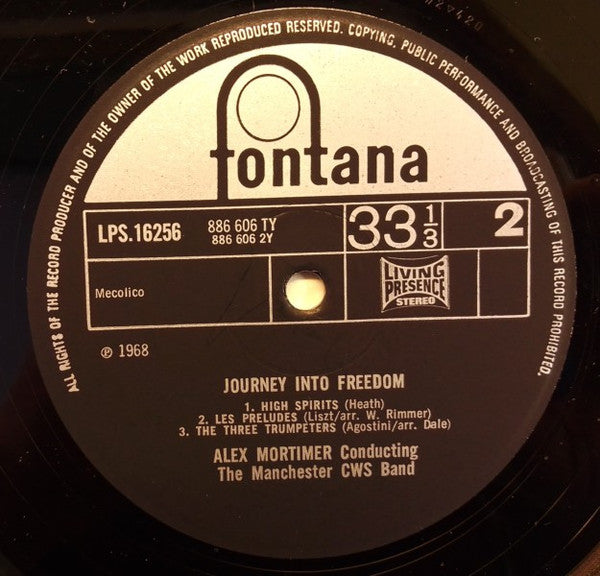 ALL RIGHTS OF THE RECORD PRODUCER AND OF THE OWNER OF THE WORK REPRODUCED RESERVED. COPYING, PUBLIC PERFORMANCE AND BROADCASTING OF THIS RECORD PROHIBITED.
fontana
LPS.16256
886 606 TY
886 606 2Y
33⅓
2
Mecolico
LIVING
PRESENCE
STEREO
℗ 1968
JOURNEY INTO FREEDOM
1. HIGH SPIRITS (Heath)
2. LES PRELUDES (Liszt/arr. W. Rimmer)
3. THE THREE TRUMPETERS (Agostini/arr. Dale)
ALEX MORTIMER Conducting
The Manchester CWS Band